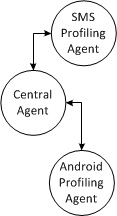 SMS
Profiling
Agent
Central
Agent
Android
Profiling
Agent